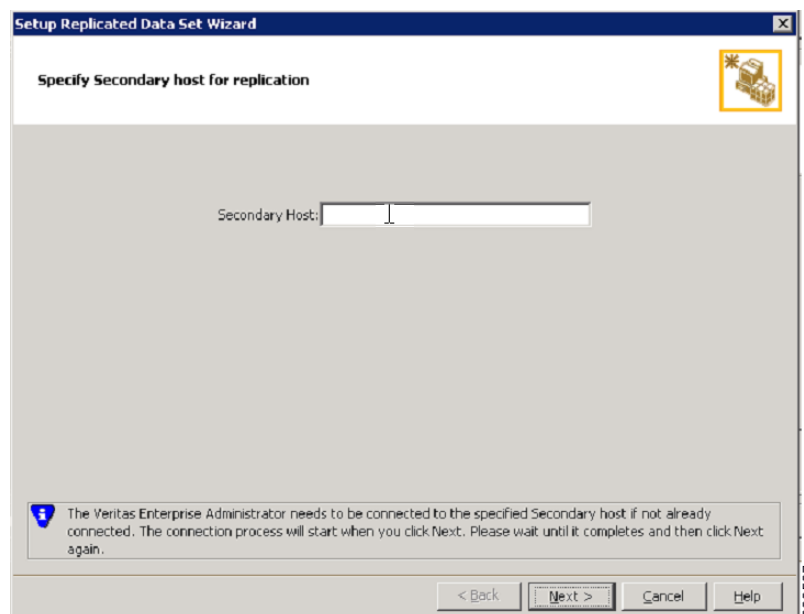 Setup Replicated Data Set Wizard
Specify Secondary host for replication
Secondary Host:
The Veritas Enterprise Administrator needs to be connected to the specified Secondary host if not already
connected. The connection process will start when you click Next. Please wait until it completes and then click Next
again.
< Back Next > Cancel Help